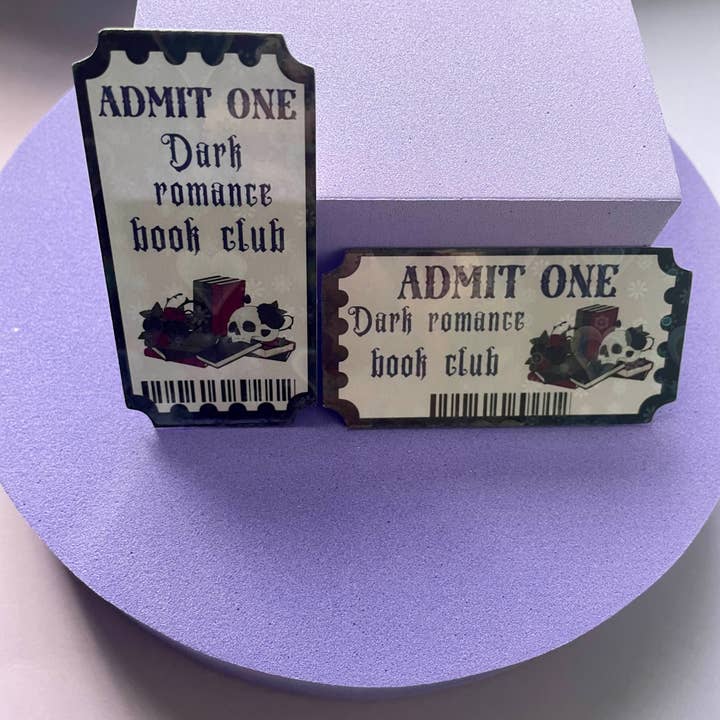 ADMIT ONE
Dark
romance
book club
ADMIT ONE
Dark romance
book club